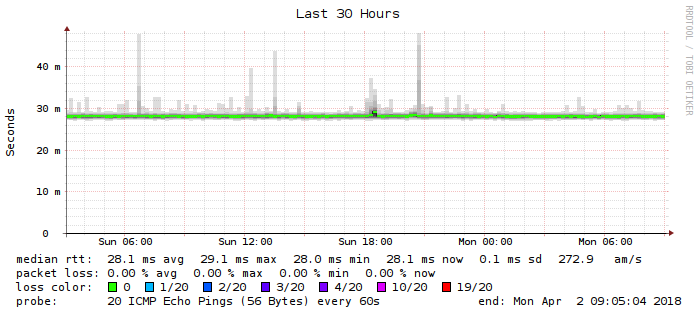 Last 30 Hours
RRDTOOL / TOBI OETIKER
Seconds
40 m
30 m
20 m
10 m
0
Sun 06:00 Sun 12:00 Sun 18:00 Mon 00:00 Mon 06:00
median rtt: 28.1 ms avg 29.1 ms max 28.0 ms min 28.1 ms now 0.1 ms sd 272.9 am/s
packet loss: 0.00 % avg 0.00 % max 0.00 % min 0.00 % now
loss color: 0 1/20 2/20 3/20 4/20 10/20 19/20
probe: 20 ICMP Echo Pings (56 Bytes) every 60s end: Mon Apr 2 09:05:04 2018